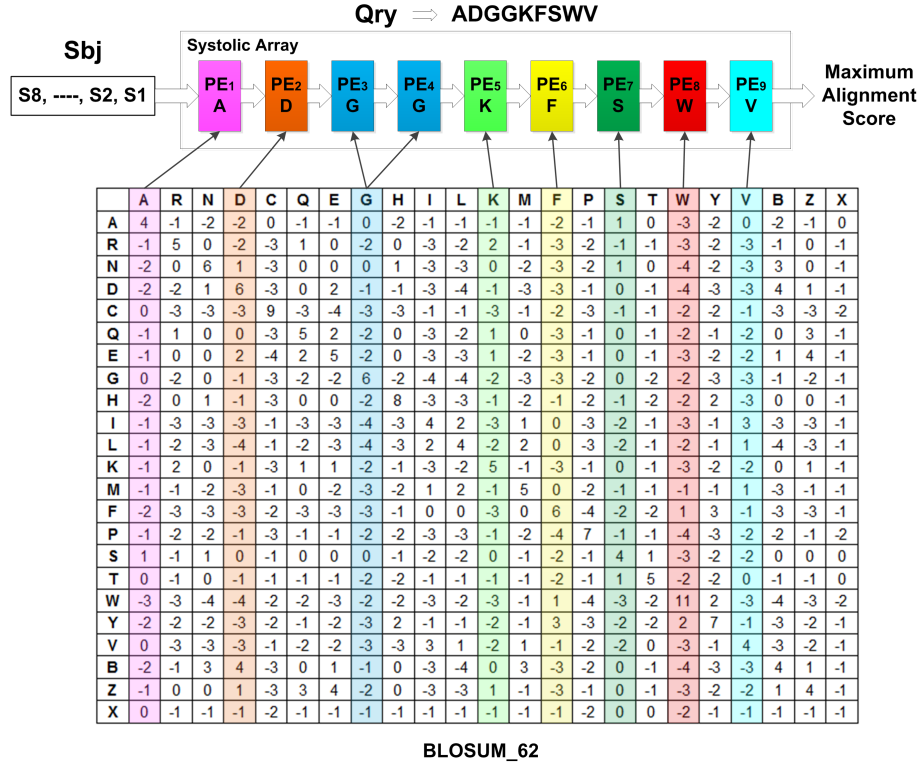 Qry ADGGKFSWV
Sbj
Systolic Array
S8, ----, S2, S1
PE1 PE2 PE3 PE4 PE5 PE6 PE7 PE8 PE9
A D G G K F S W V
Maximum
Alignment
Score
A R N D C Q E G H I L K M F P S T W Y V B Z X
A 4 -1 -2 -2 0 -1 -1 0 -2 -1 -1 -1 -1 -2 -1 1 0 -3 -2 0 -2 -1 0
R -1 5 0 -2 -3 1 0 -2 0 -3 -2 2 -1 -3 -2 -1 -1 -3 -2 -3 -1 0 -1
N -2 0 6 1 -3 0 0 0 1 -3 -3 0 -2 -3 -2 1 0 -4 -2 -3 3 0 -1
D -2 -2 1 6 -3 0 2 -1 -1 -3 -4 -1 -3 -3 -1 0 -1 -4 -3 -3 4 1 -1
C 0 -3 -3 -3 9 -3 -4 -3 -3 -1 -1 -3 -1 -2 -3 -1 -1 -2 -2 -1 -3 -3 -2
Q -1 1 0 0 -3 5 2 -2 0 -3 -2 1 0 -3 -1 0 -1 -2 -1 -2 0 3 -1
E -1 0 0 2 -4 2 5 -2 0 -3 -3 1 -2 -3 -1 0 -1 -3 -2 -2 1 4 -1
G 0 -2 0 -1 -3 -2 -2 6 -2 -4 -4 -2 -3 -3 -2 0 -2 -2 -3 -3 -1 -2 -1
H -2 0 1 -1 -3 0 0 -2 8 -3 -3 -1 -2 -1 -2 -1 -2 -2 2 -3 0 0 -1
I -1 -3 -3 -3 -1 -3 -3 -4 -3 4 2 -3 1 0 -3 -2 -1 -3 -1 3 -3 -3 -1
L -1 -2 -3 -4 -1 -2 -3 -4 -3 2 4 -2 2 0 -3 -2 -1 -2 -1 1 -4 -3 -1
K -1 2 0 -1 -3 1 1 -2 -1 -3 -2 5 -1 -3 -1 0 -1 -3 -2 -2 0 1 -1
M -1 -1 -2 -3 -1 0 -2 -3 -2 1 2 -1 5 0 -2 -1 -1 -1 -1 1 -3 -1 -1
F -2 -3 -3 -3 -2 -3 -3 -3 -1 0 0 -3 0 6 -4 -2 -2 1 3 -1 -3 -3 -1
P -1 -2 -2 -1 -3 -1 -1 -2 -2 -3 -3 -1 -2 -4 7 -1 -1 -4 -3 -2 -2 -1 -2
S 1 -1 1 0 -1 0 0 0 -1 -2 -2 0 -1 -2 -1 4 1 -3 -2 -2 0 0 0
T 0 -1 0 -1 -1 -1 -1 -2 -2 -1 -1 -1 -1 -2 -1 1 5 -2 -2 0 -1 -1 0
W -3 -3 -4 -4 -2 -2 -3 -2 -2 -3 -2 -3 -1 1 -4 -3 -2 11 2 -3 -4 -3 -2
Y -2 -2 -2 -3 -2 -1 -2 -3 2 -1 -1 -2 -1 3 -3 -2 -2 2 7 -1 -3 -2 -1
V 0 -3 -3 -3 -1 -2 -2 -3 -3 3 1 -2 1 -1 -2 -2 0 -3 -1 4 -3 -2 -1
B -2 -1 3 4 -3 0 1 -1 0 -3 -4 0 3 -3 -2 0 -1 -4 -3 -3 4 1 -1
Z -1 0 0 1 -3 3 4 -2 0 -3 -3 1 -1 -3 -1 0 -1 -3 -2 -2 1 4 -1
X 0 -1 -1 -1 -2 -1 -1 -1 -1 -1 -1 -1 -1 -1 -2 0 0 -2 -1 -1 -1 -1 -1
BLOSUM_62